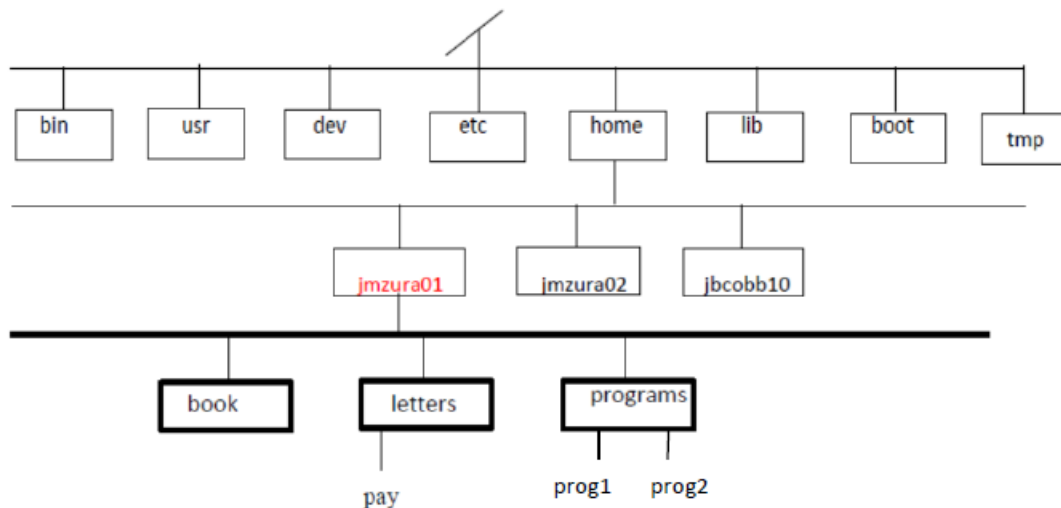 bin usr dev etc home lib boot tmp
jmzura01 jmzura02 jbcobb10
book letters programs
pay prog1 prog2